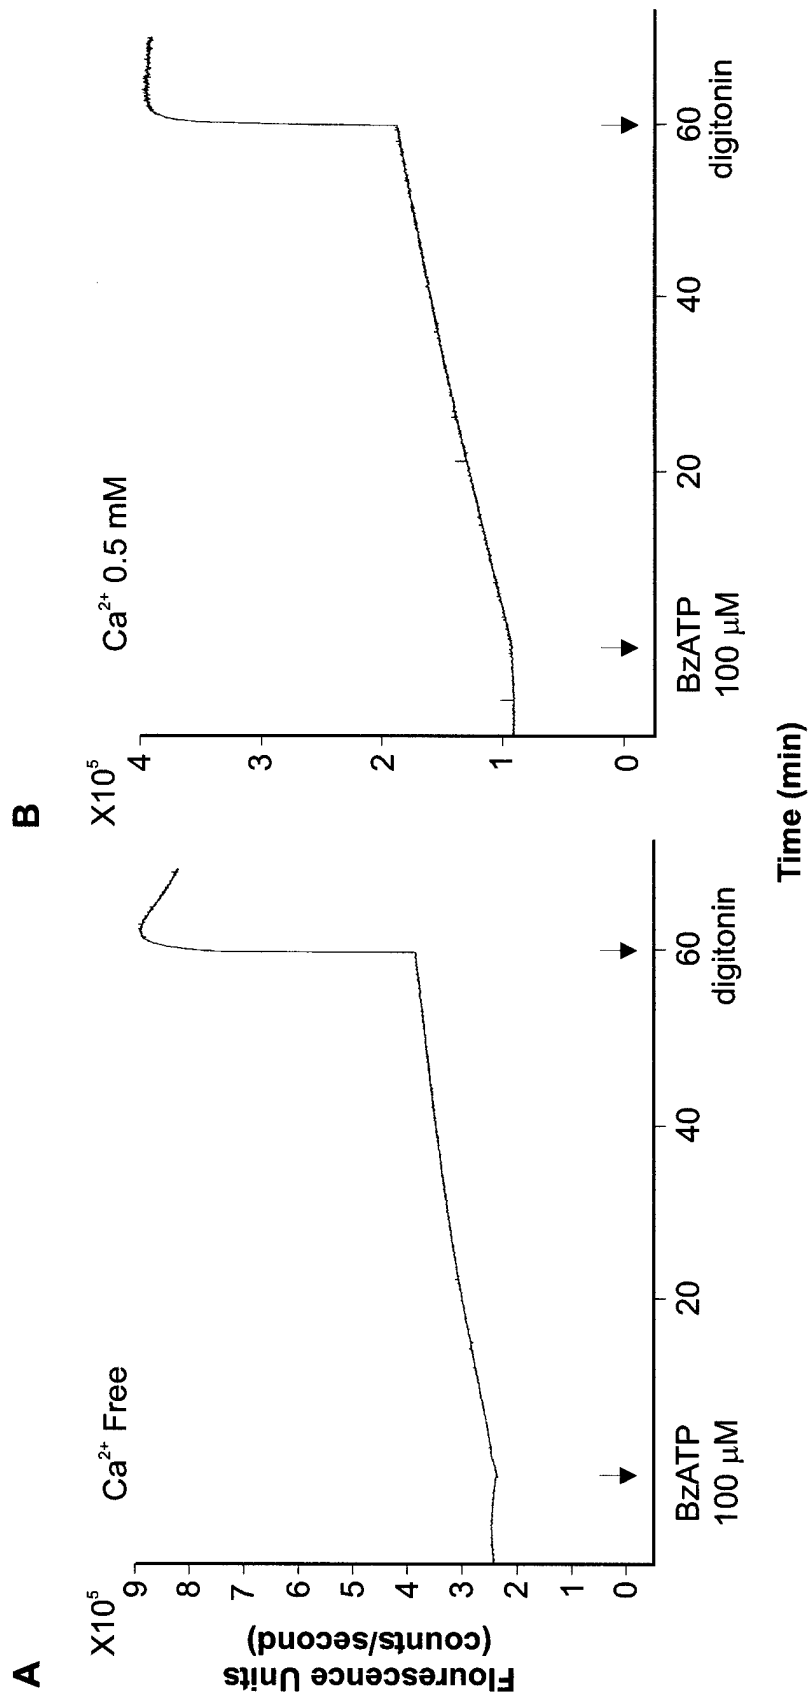 A
X10⁵
Ca²⁺ Free
9
8
7
6
5
4
3
2
1
0
Flourescence Units
(counts/second)
20
40
60
BzATP
100 µM
digitonin
B
X10⁵
Ca²⁺ 0.5 mM
4
3
2
1
0
20
40
60
BzATP
100 µM
digitonin
Time (min)